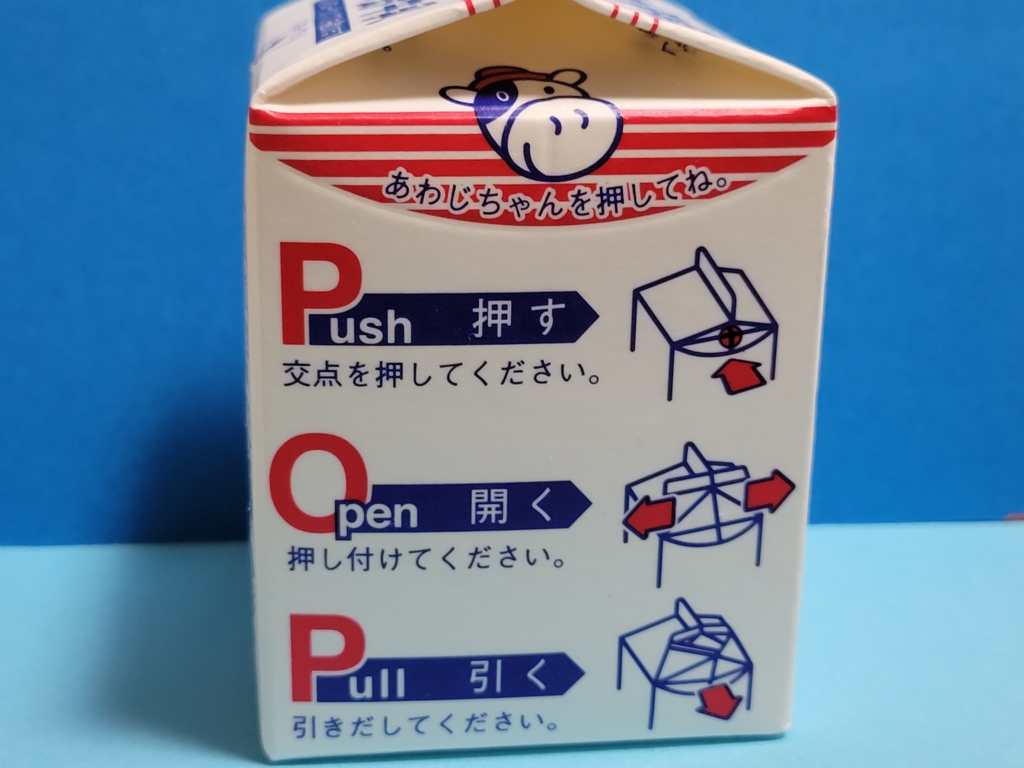 あわじちゃんを押してね。
Push 押す
交点を押してください。
Open 開く
押し付けてください。
Pull 引く
引きだしてください。